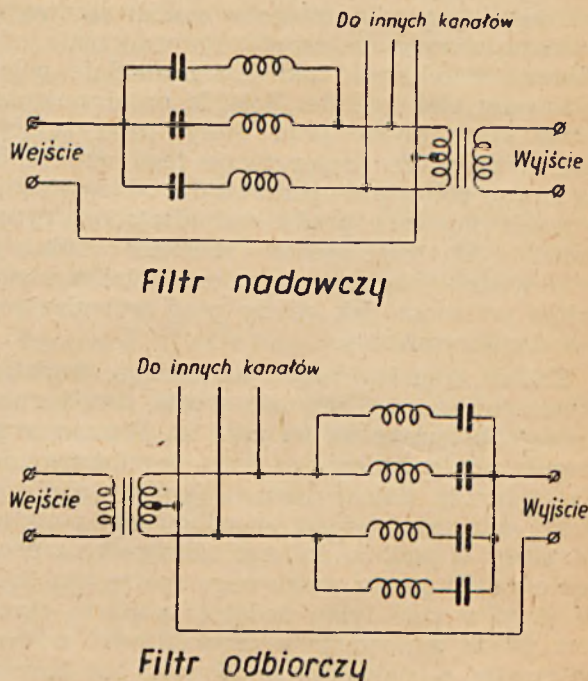 Do innych kanałów
Wejście
Wyjście
Filtr nadawczy
Do innych kanałów
Wejście
Wyjście
Filtr odbiorczy